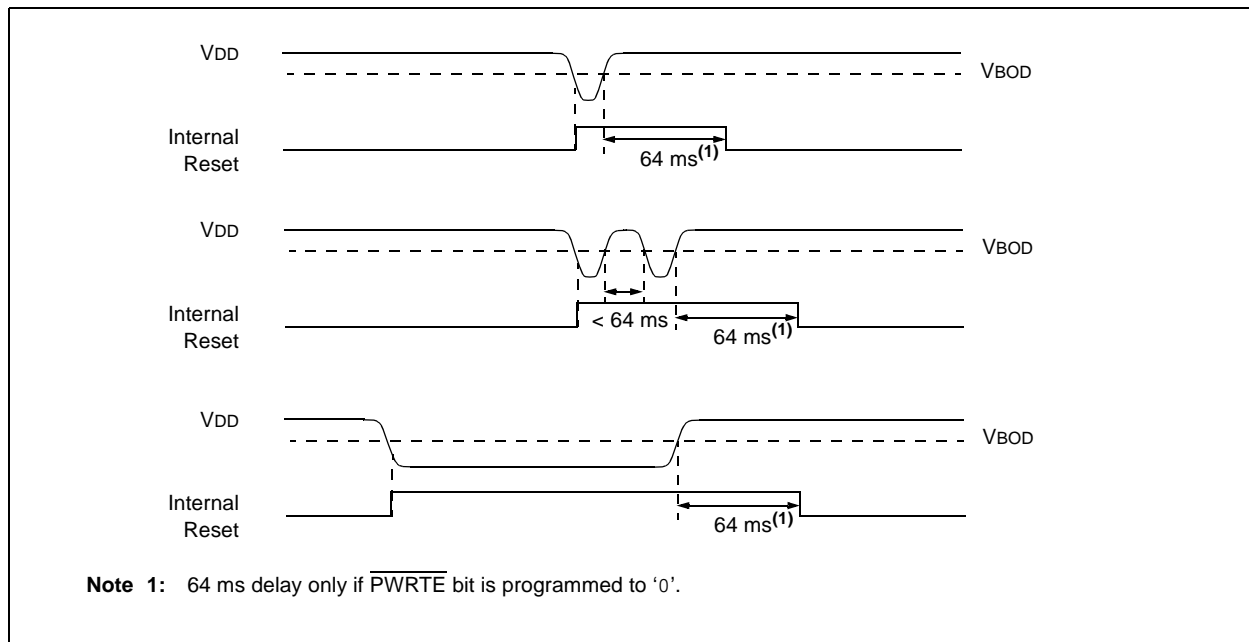 VDD
VBOD
Internal
Reset
64 ms(1)
VDD
VBOD
Internal
Reset
< 64 ms
64 ms(1)
VDD
VBOD
Internal
Reset
64 ms(1)
Note 1: 64 ms delay only if PWRTE bit is programmed to ‘0’.